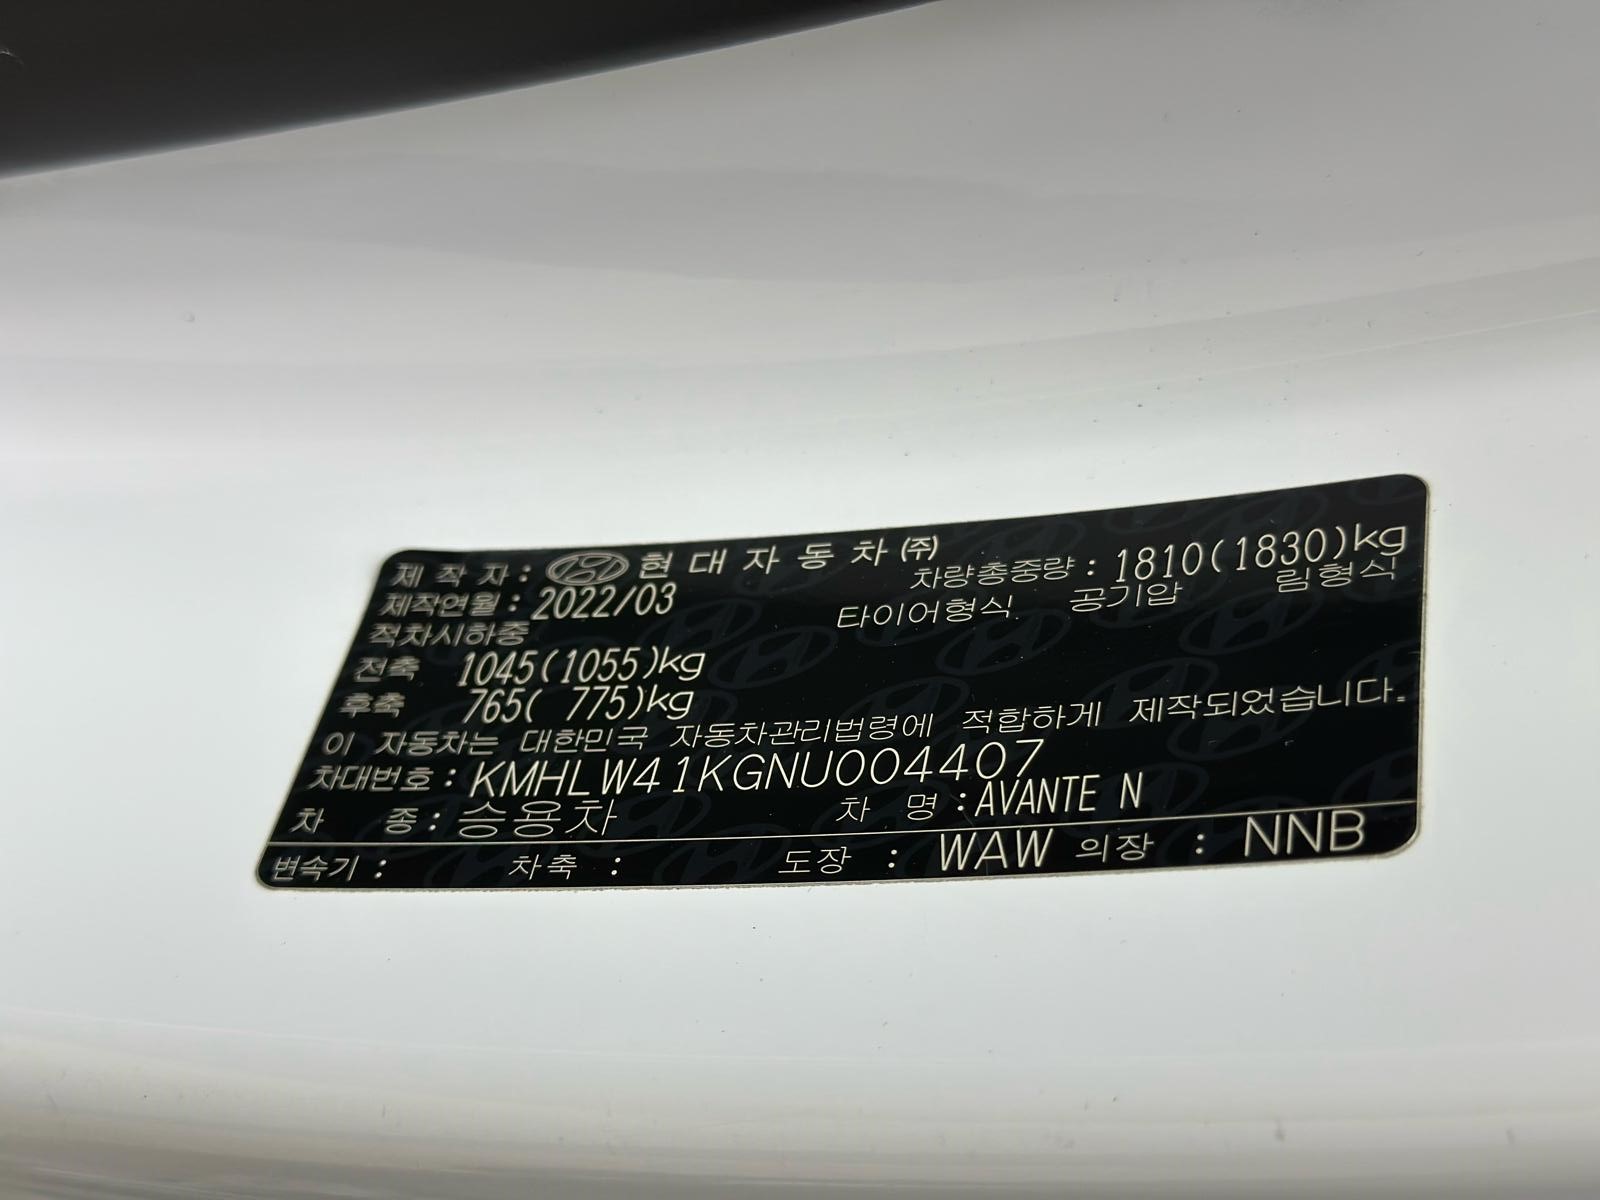 제 작 자 : 현 대 자 동 차 ㈜
제작연월 : 2022/03 차량총중량 : 1810(1830)kg
적차시하중 타이어형식 공기압 림형식
전축 1045(1055)kg
후축 765( 775)kg
이 자동차는 대한민국 자동차관리법령에 적합하게 제작되었습니다.
차대번호 : KMHLW41KGNU004407
차 종 : 승용차 차 명 : AVANTE N
변속기 : 차축 : 도장 : WAW 의장 : NNB